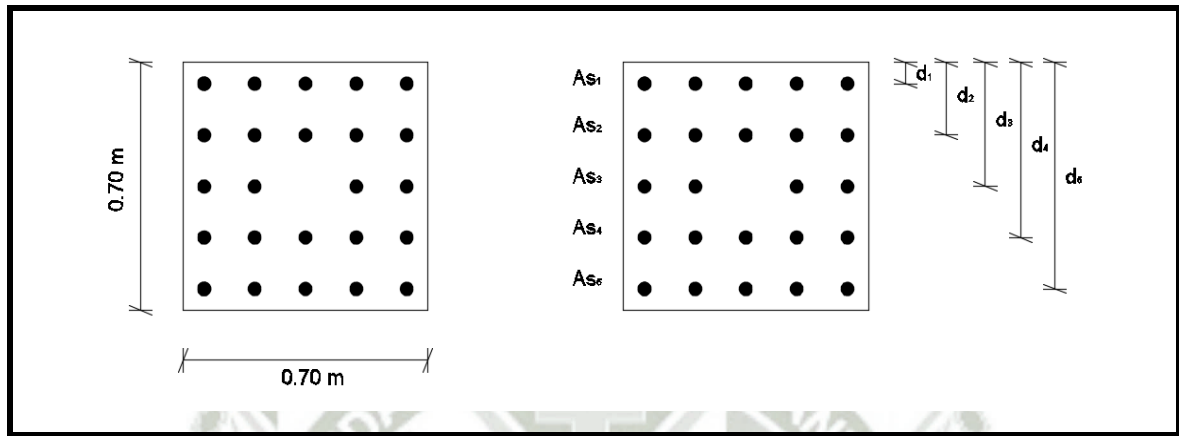 0.70 m
0.70 m
As₁
As₂
As₃
As₄
As₅
d₁
d₂
d₃
d₄
d₅